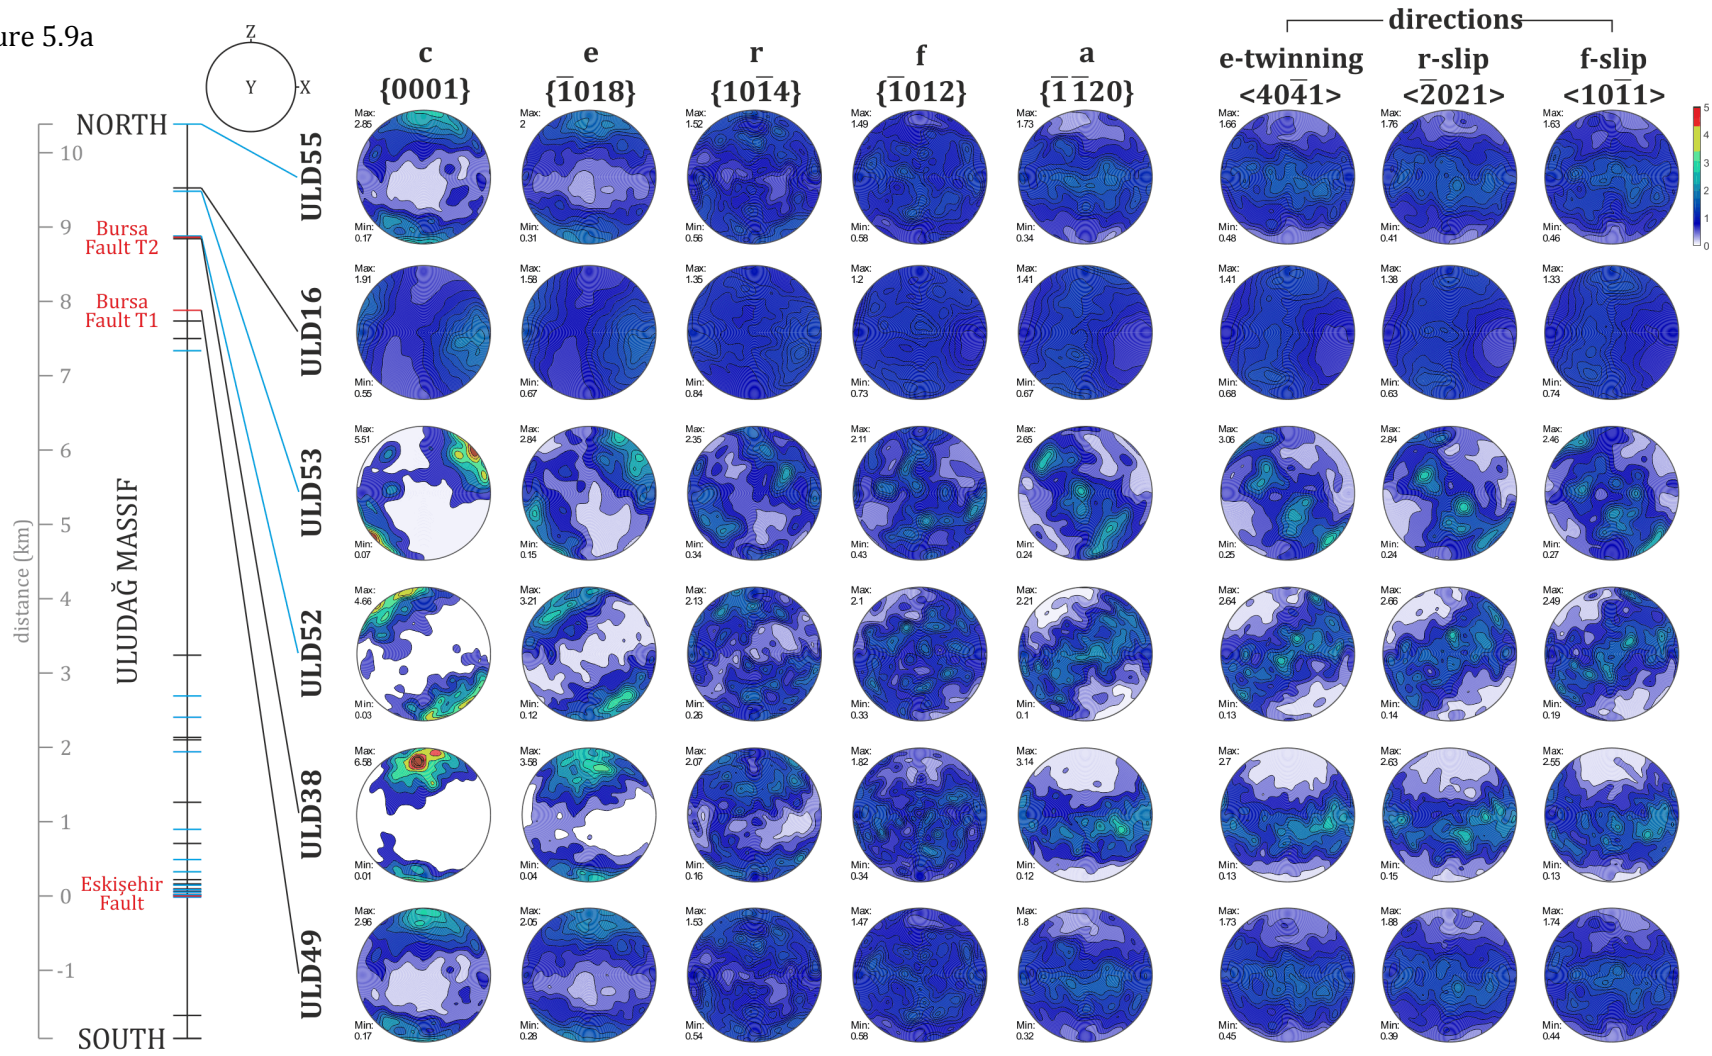 ure 5.9a
Z
Y
X
directions
c
e
r
f
a
e-twinning
r-slip
f-slip
{0001}
{1̅018}
{101̅4}
{1̅012}
{1̅1̅20}
<404̅1>
<2̅021>
<101̅1>
NORTH
10
9
8
7
6
5
4
3
2
1
0
-1
SOUTH
distance (km)
ULUDAĞ MASSIF
Bursa
Fault T2
Bursa
Fault T1
Eskişehir
Fault
5
4
3
2
1
0
ULD55
Max: 2.85
Min: 0.17
Max: 2
Min: 0.31
Max: 1.52
Min: 0.56
Max: 1.49
Min: 0.58
Max: 1.73
Min: 0.34
Max: 1.66
Min: 0.48
Max: 1.76
Min: 0.41
Max: 1.63
Min: 0.46
ULD16
Max: 1.91
Min: 0.55
Max: 1.58
Min: 0.67
Max: 1.35
Min: 0.84
Max: 1.2
Min: 0.73
Max: 1.41
Min: 0.67
Max: 1.41
Min: 0.68
Max: 1.38
Min: 0.63
Max: 1.33
Min: 0.74
ULD53
Max: 5.51
Min: 0.07
Max: 2.84
Min: 0.15
Max: 2.35
Min: 0.34
Max: 2.11
Min: 0.43
Max: 2.65
Min: 0.24
Max: 3.06
Min: 0.25
Max: 2.84
Min: 0.24
Max: 2.46
Min: 0.27
ULD52
Max: 4.66
Min: 0.03
Max: 3.21
Min: 0.12
Max: 2.13
Min: 0.26
Max: 2.1
Min: 0.33
Max: 2.21
Min: 0.1
Max: 2.64
Min: 0.13
Max: 2.66
Min: 0.14
Max: 2.49
Min: 0.19
ULD38
Max: 6.58
Min: 0.01
Max: 3.58
Min: 0.04
Max: 2.07
Min: 0.16
Max: 1.82
Min: 0.34
Max: 3.14
Min: 0.12
Max: 2.7
Min: 0.13
Max: 2.63
Min: 0.15
Max: 2.55
Min: 0.13
ULD49
Max: 2.96
Min: 0.17
Max: 2.05
Min: 0.28
Max: 1.53
Min: 0.54
Max: 1.47
Min: 0.58
Max: 1.8
Min: 0.32
Max: 1.73
Min: 0.45
Max: 1.88
Min: 0.39
Max: 1.74
Min: 0.44